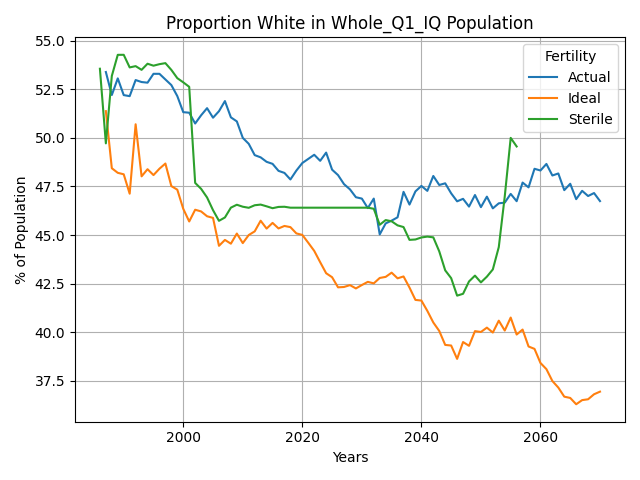 Proportion White in Whole_Q1_IQ Population
% of Population
55.0
52.5
50.0
47.5
45.0
42.5
40.0
37.5
Fertility
Actual
Ideal
Sterile
2000
2020
2040
2060
Years